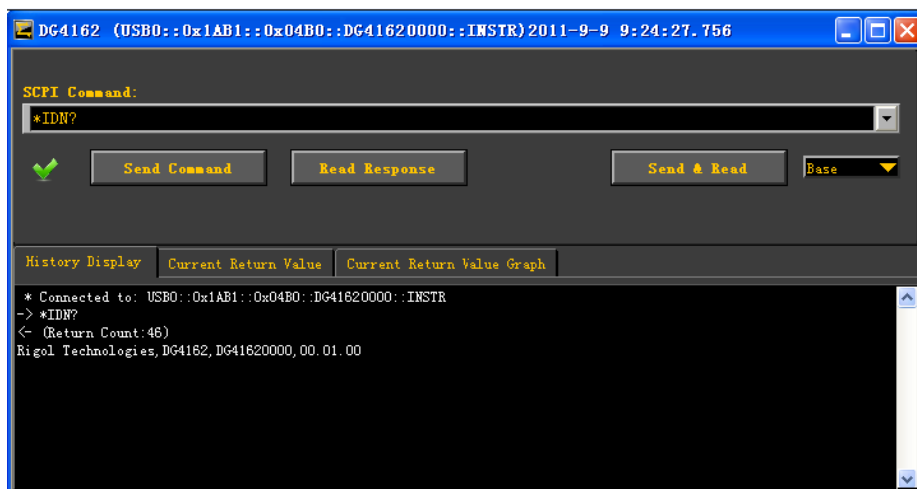 DG4162 (USB0::0x1AB1::0x04B0::DG41620000::INSTR)2011-9-9 9:24:27.756
SCPI Command:
*IDN?
Send Command Read Response Send & Read Base
History Display Current Return Value Current Return Value Graph
* Connected to: USB0::0x1AB1::0x04B0::DG41620000::INSTR
-> *IDN?
<- (Return Count:46)
Rigol Technologies,DG4162,DG41620000,00.01.00